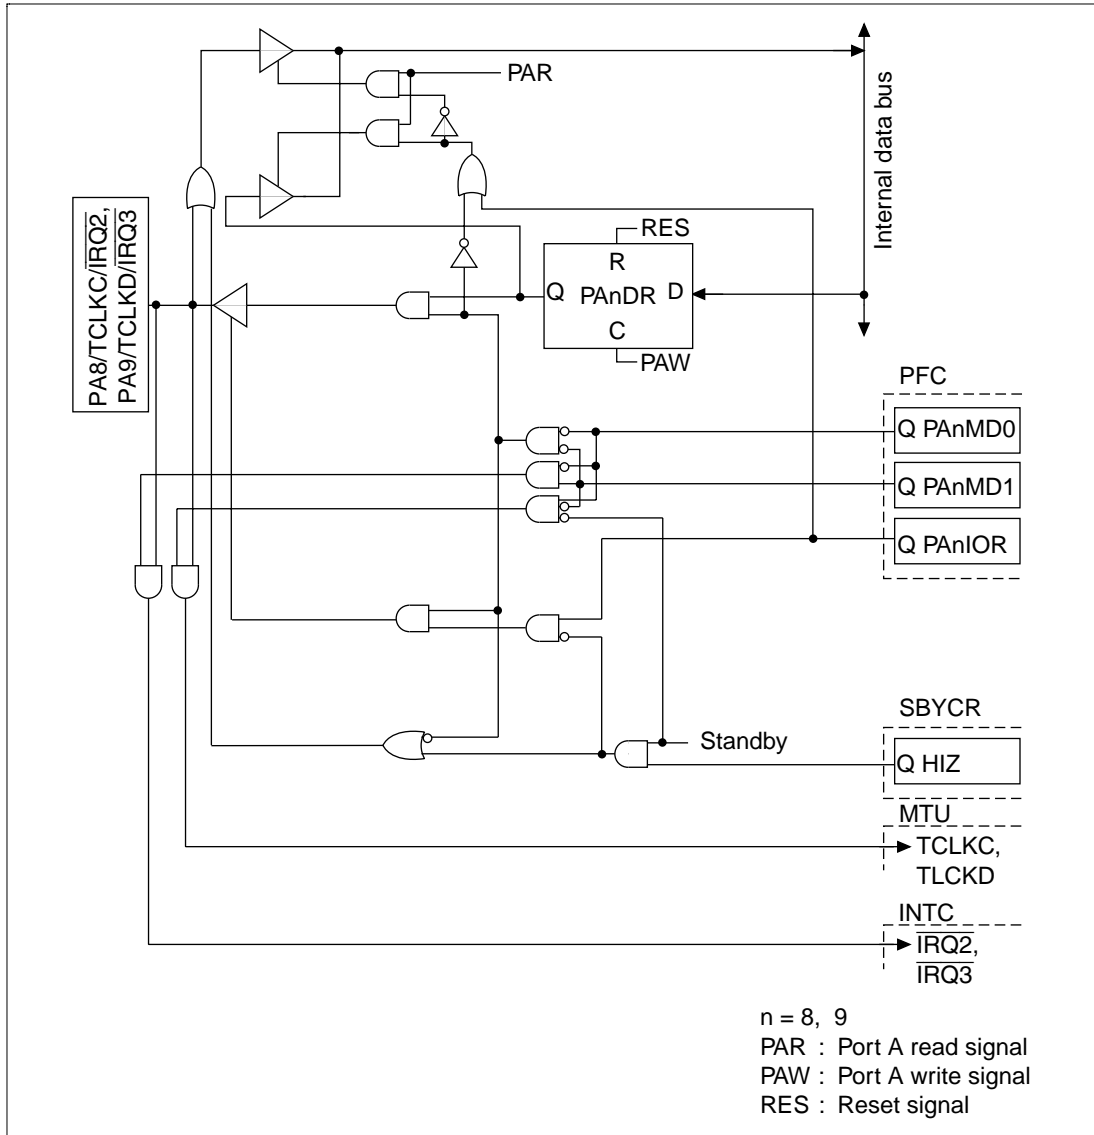 PAR
Internal data bus
PA8/TCLKC/IRQ2,
PA9/TCLKD/IRQ3
RES
R
Q PAnDR D
C
PAW
PFC
Q PAnMD0
Q PAnMD1
Q PAnIOR
SBYCR
Standby
Q HIZ
MTU
TCLKC,
TLCKD
INTC
IRQ2,
IRQ3
n = 8, 9
PAR : Port A read signal
PAW : Port A write signal
RES : Reset signal